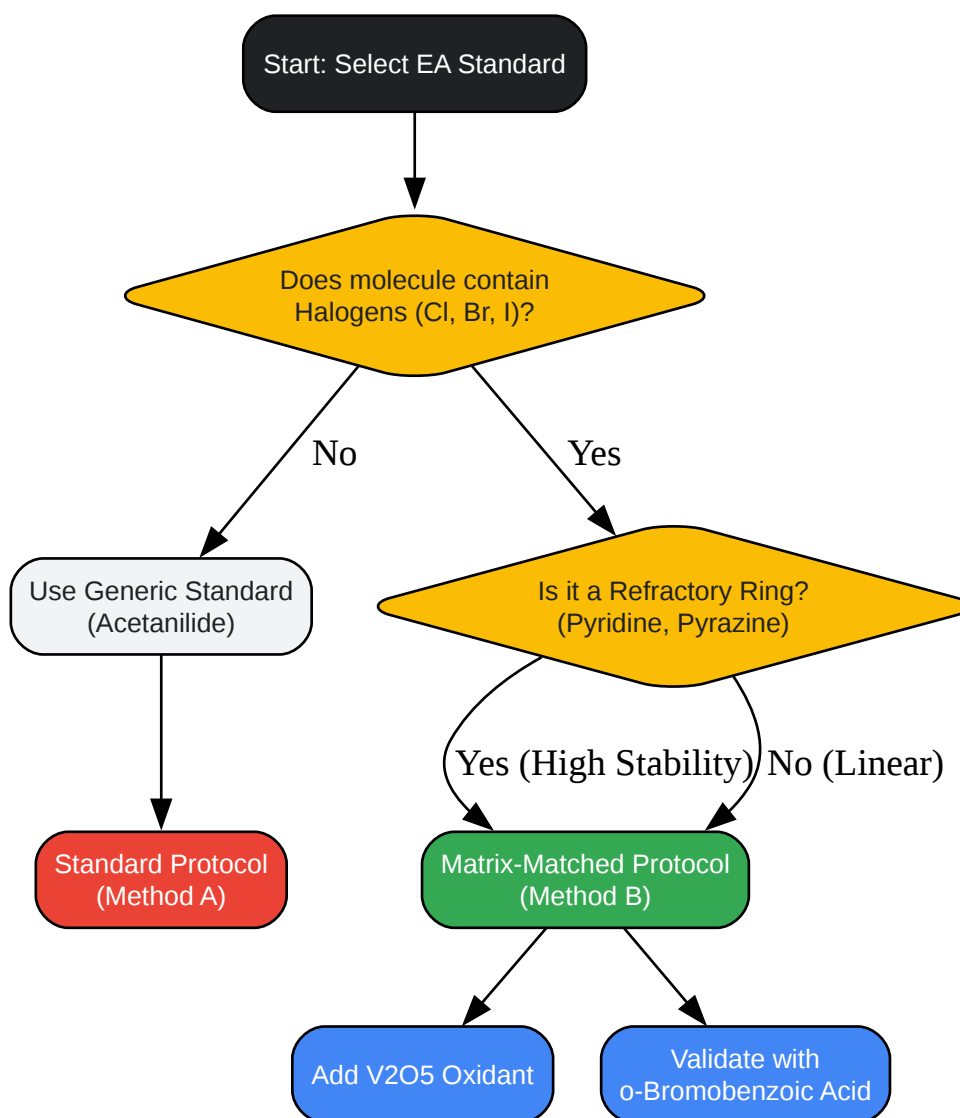 Start: Select EA Standard
Does molecule contain
Halogens (Cl, Br, I)?
No
Yes
Use Generic Standard
(Acetanilide)
Is it a Refractory Ring?
(Pyridine, Pyrazine)
Yes (High Stability)
No (Linear)
Standard Protocol
(Method A)
Matrix-Matched Protocol
(Method B)
Add V2O5 Oxidant
Validate with
o-Bromobenzoic Acid